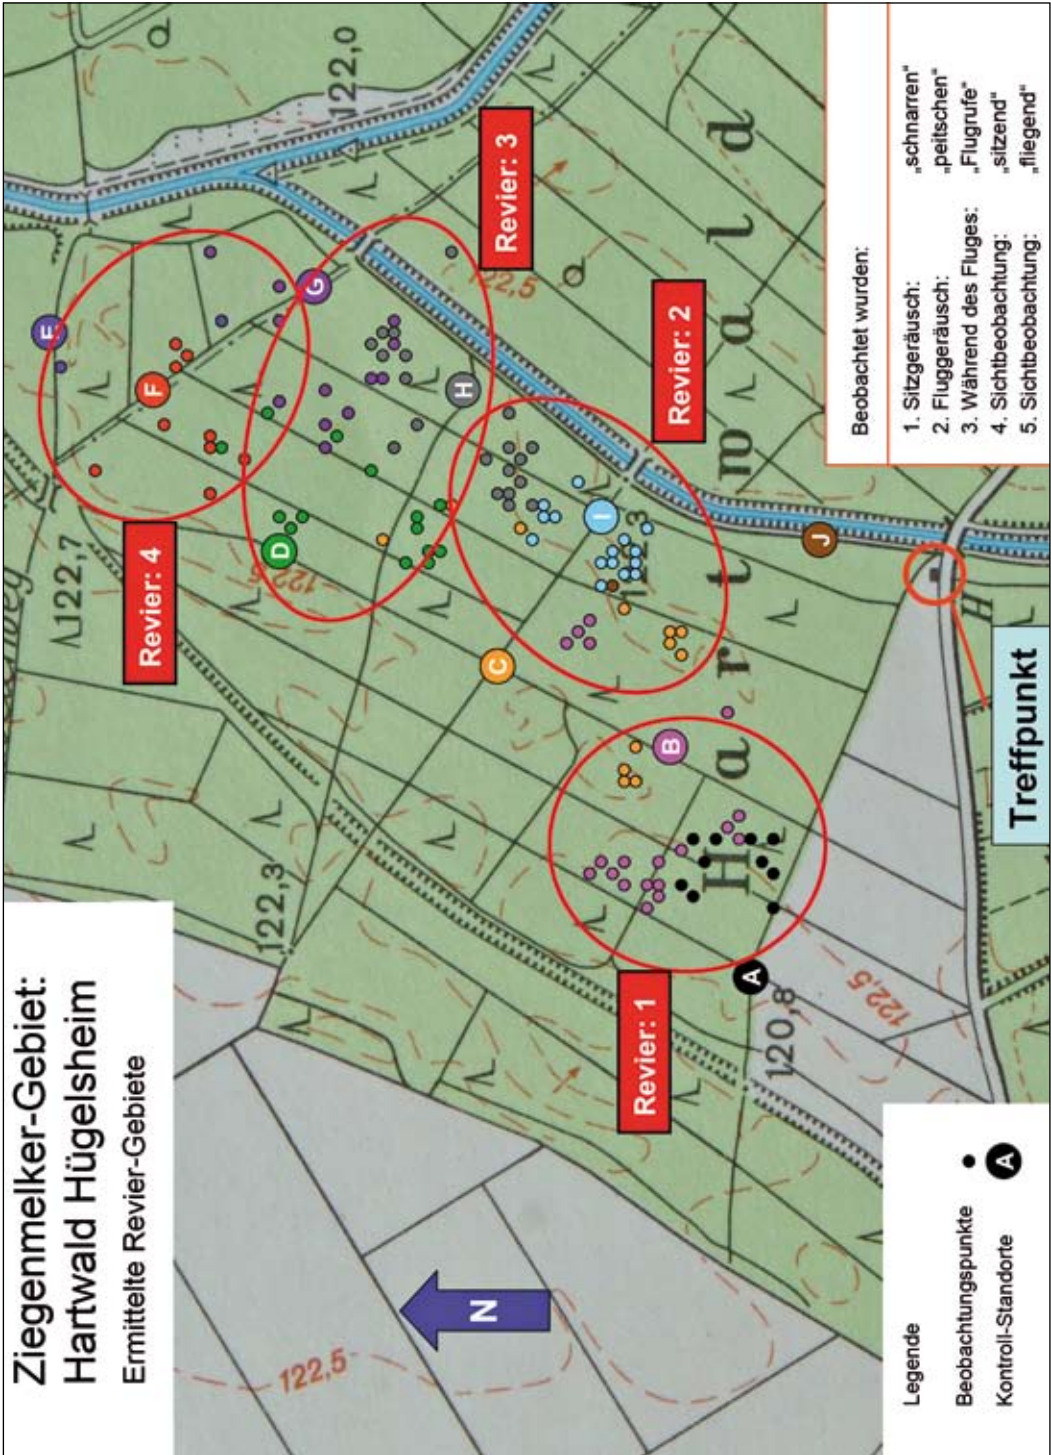 Ziegenmelker-Gebiet:
Hartwald Hügelsheim
Ermittelte Revier-Gebiete
N
122,5
122,3
122,7
122,0
Revier: 4
Revier: 3
Revier: 2
Revier: 1
122,5
122,5
122,3
122,5
120,8
E
F
G
D
H
C
I
B
J
A
Hartwald
H
Treffpunkt
Legende
Beobachtungspunkte
Kontroll-Standorte A
Beobachtet wurden:
1. Sitzgeräusch: „schnarren“
2. Fluggeräusch: „peitschen“
3. Während des Fluges: „Flugrufe“
4. Sichtbeobachtung: „sitzend“
5. Sichtbeobachtung: „fliegend“